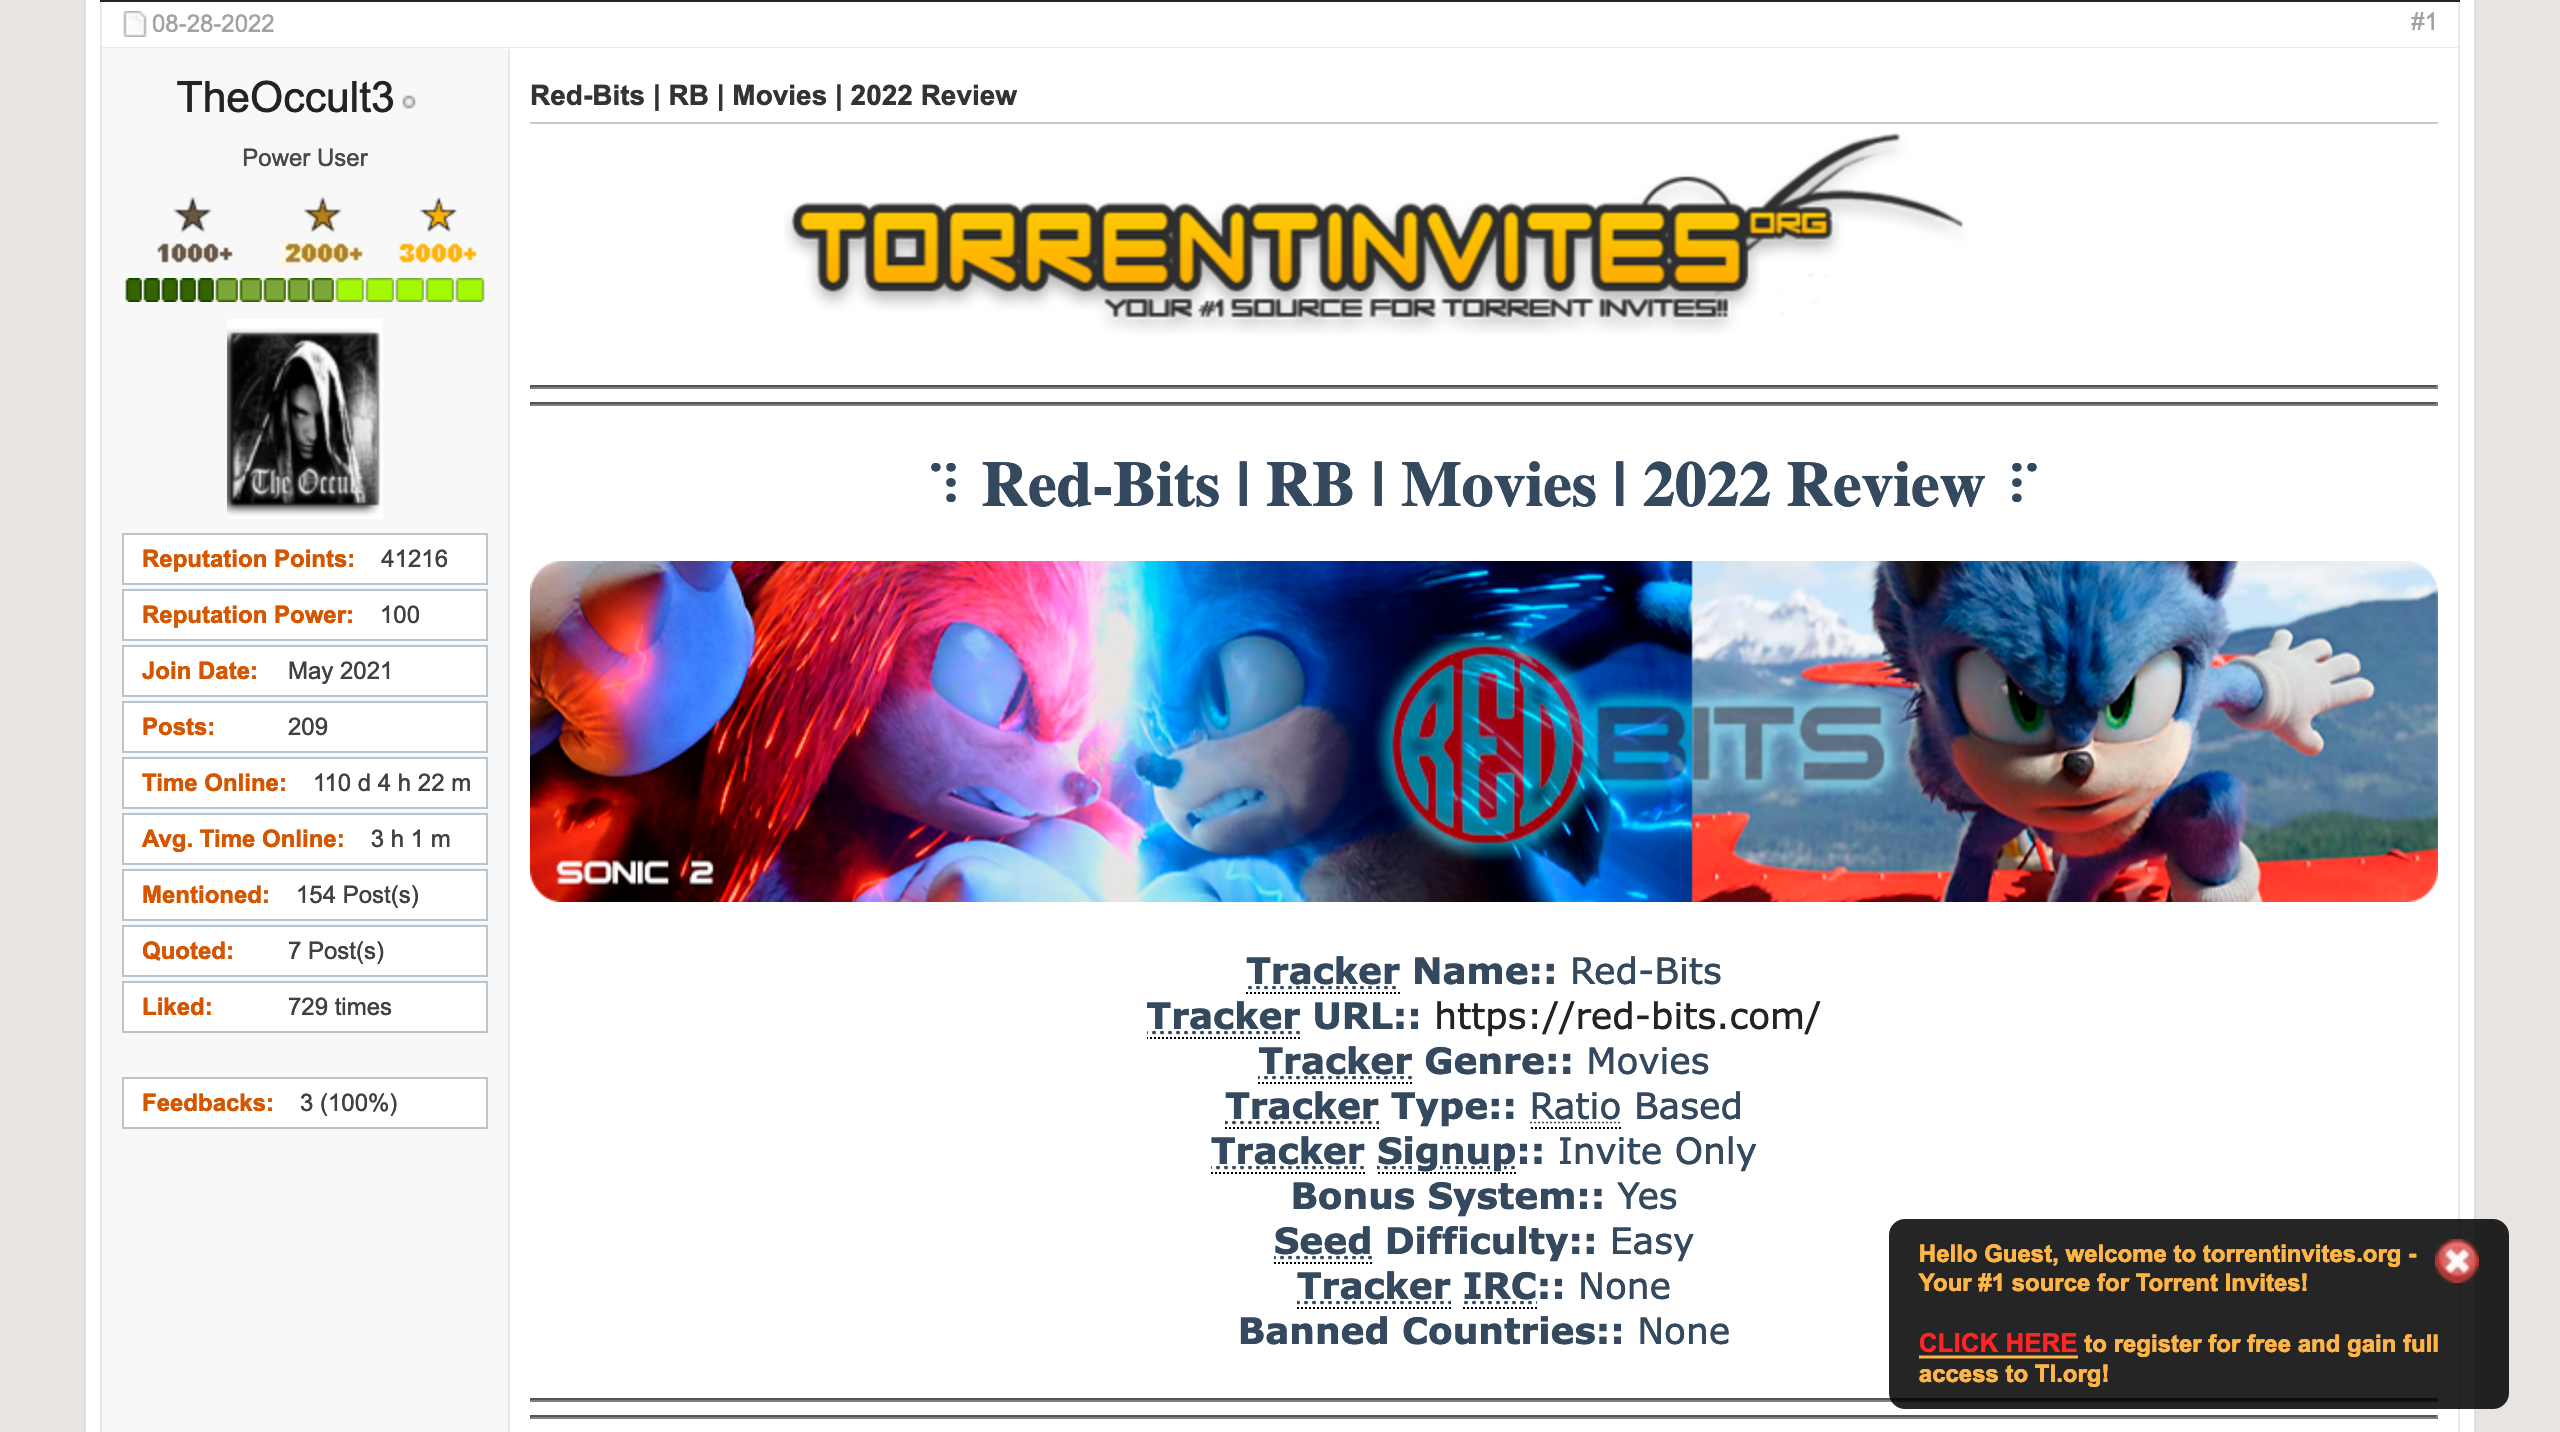 08-28-2022
#1
TheOccult3
Power User
1000+ 2000+ 3000+
The Occul
Reputation Points: 41216
Reputation Power: 100
Join Date: May 2021
Posts: 209
Time Online: 110 d 4 h 22 m
Avg. Time Online: 3 h 1 m
Mentioned: 154 Post(s)
Quoted: 7 Post(s)
Liked: 729 times
Feedbacks: 3 (100%)
Red-Bits | RB | Movies | 2022 Review
TORRENTINVITES ORG
YOUR #1 SOURCE FOR TORRENT INVITES!!
⠹ Red-Bits | RB | Movies | 2022 Review ⠏
RED BITS
SONIC 2
Tracker Name:: Red-Bits
Tracker URL:: https://red-bits.com/
Tracker Genre:: Movies
Tracker Type:: Ratio Based
Tracker Signup:: Invite Only
Bonus System:: Yes
Seed Difficulty:: Easy
Tracker IRC:: None
Banned Countries:: None
Hello Guest, welcome to torrentinvites.org -
Your #1 source for Torrent Invites!
CLICK HERE to register for free and gain full
access to TI.org!